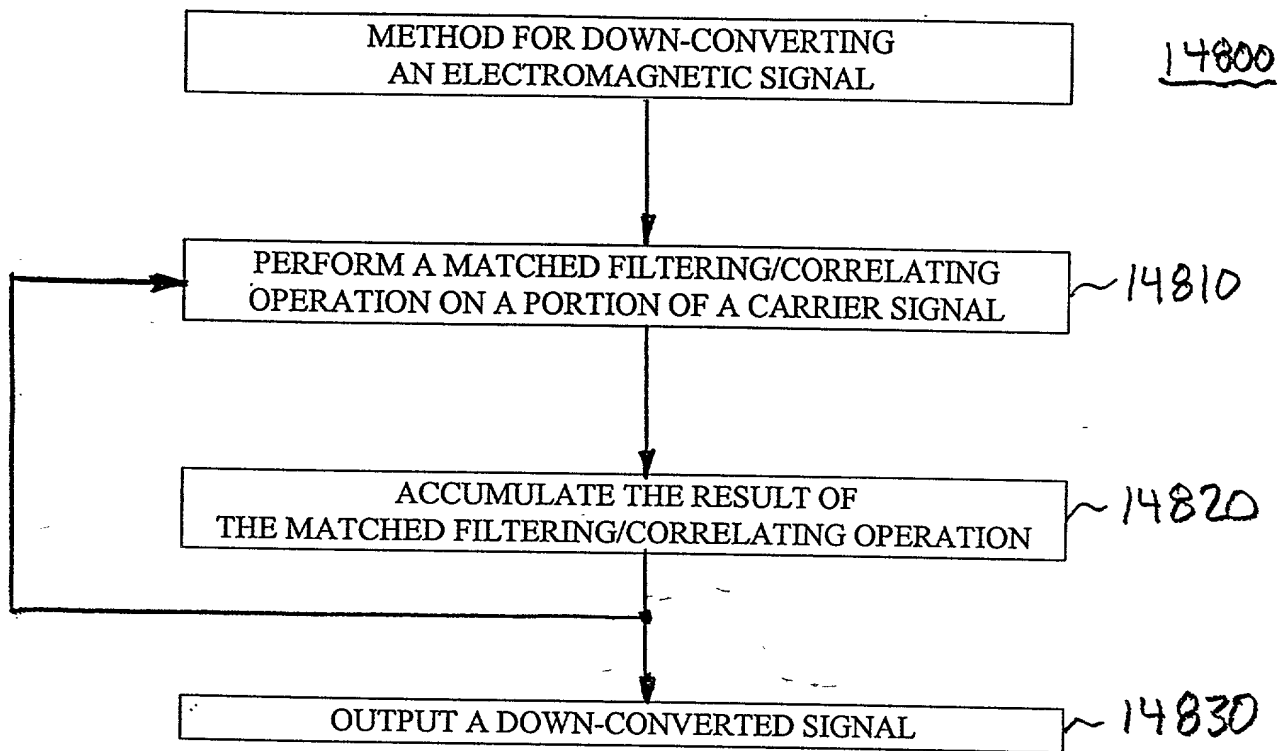 METHOD FOR DOWN-CONVERTING
AN ELECTROMAGNETIC SIGNAL
14800
PERFORM A MATCHED FILTERING/CORRELATING
OPERATION ON A PORTION OF A CARRIER SIGNAL
14810
ACCUMULATE THE RESULT OF
THE MATCHED FILTERING/CORRELATING OPERATION
14820
OUTPUT A DOWN-CONVERTED SIGNAL
14830